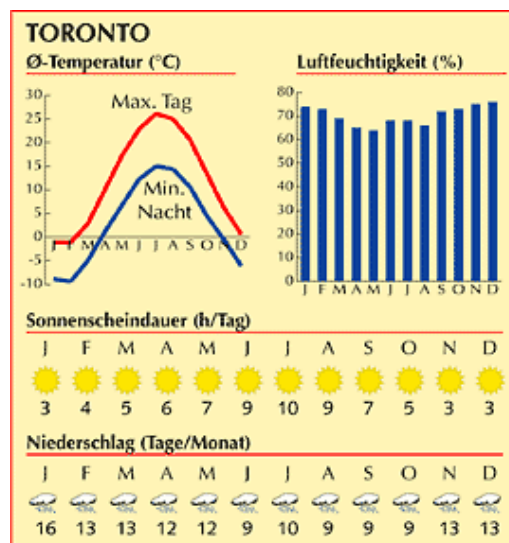 TORONTO
Ø-Temperatur (°C)
30
25
20
15
10
5
0
-5
-10
Max. Tag
Min.
Nacht
J F M A M J J A S O N D
Luftfeuchtigkeit (%)
80
70
60
50
40
30
20
10
0
J F M A M J J A S O N D
Sonnenscheindauer (h/Tag)
J F M A M J J A S O N D
3 4 5 6 7 9 10 9 7 5 3 3
Niederschlag (Tage/Monat)
J F M A M J J A S O N D
16 13 13 12 12 9 10 9 9 9 13 13